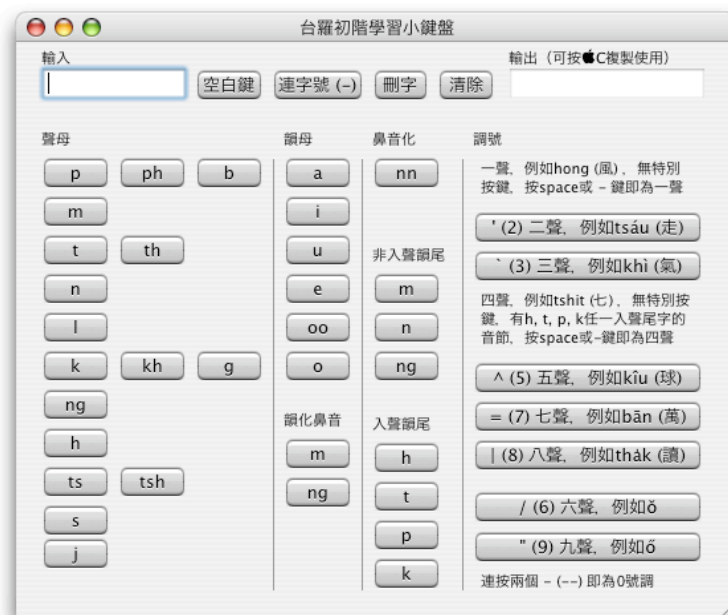 台羅初階學習小鍵盤
輸入
輸出（可按C複製使用）
空白鍵 連字號 (-) 刪字 清除
聲母 韻母 鼻音化 調號
p ph b
m
t th
n
l
k kh g
ng
h
ts tsh
s
j
a
i
u
e
oo
o
韻化鼻音
m
ng
nn
非入聲韻尾
m
n
ng
入聲韻尾
h
t
p
k
一聲，例如hong (風)，無特別
按鍵，按space或 - 鍵即為一聲
' (2) 二聲，例如tsáu (走)
` (3) 三聲，例如khì (氣)
四聲，例如tshit (七)，無特別按
鍵，有h, t, p, k任一入聲尾字的
音節，按space或-鍵即為四聲
^ (5) 五聲，例如kîu (球)
= (7) 七聲，例如bān (萬)
| (8) 八聲，例如tha̍k (讀)
/ (6) 六聲，例如ǒ
" (9) 九聲，例如ő
連按兩個 - (--) 即為0號調